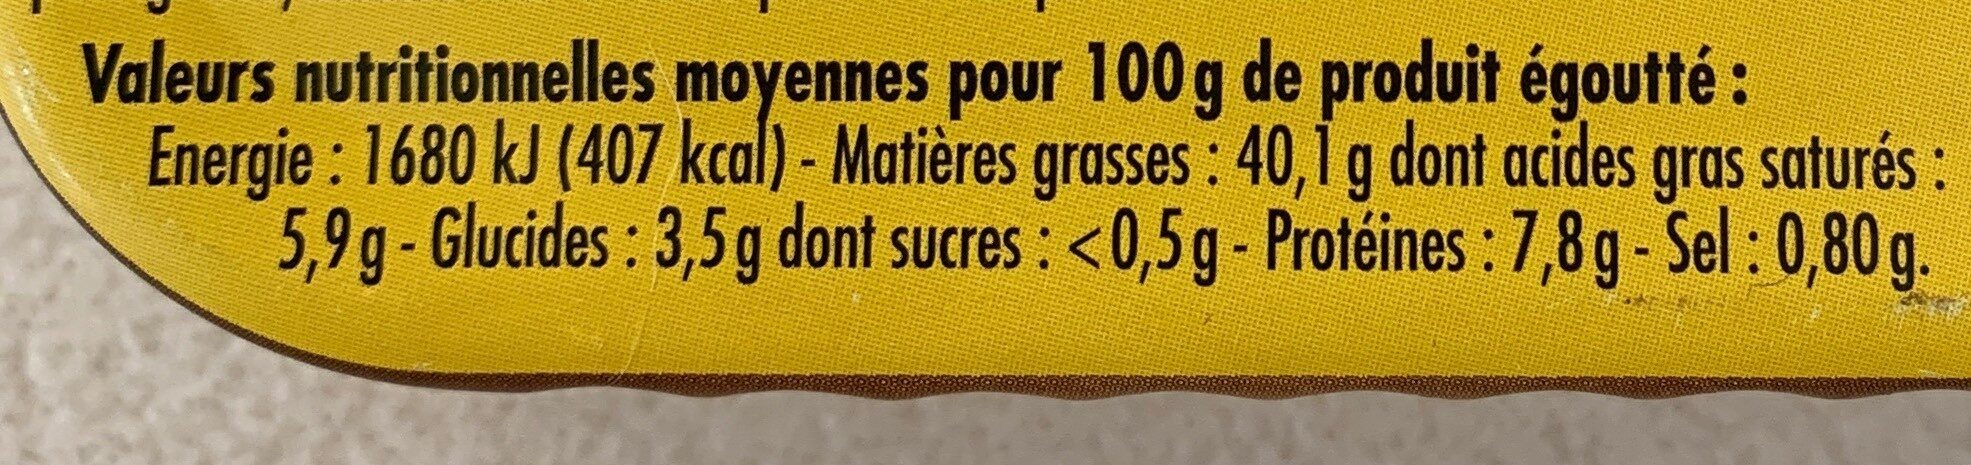 Valeurs nutritionnelles moyennes pour 100 g de produit égoutté :
Energie : 1680 kJ (407 kcal) - Matières grasses : 40,1 g dont acides gras saturés :
5,9 g - Glucides : 3,5 g dont sucres : <0,5 g - Protéines : 7,8 g - Sel : 0,80 g.